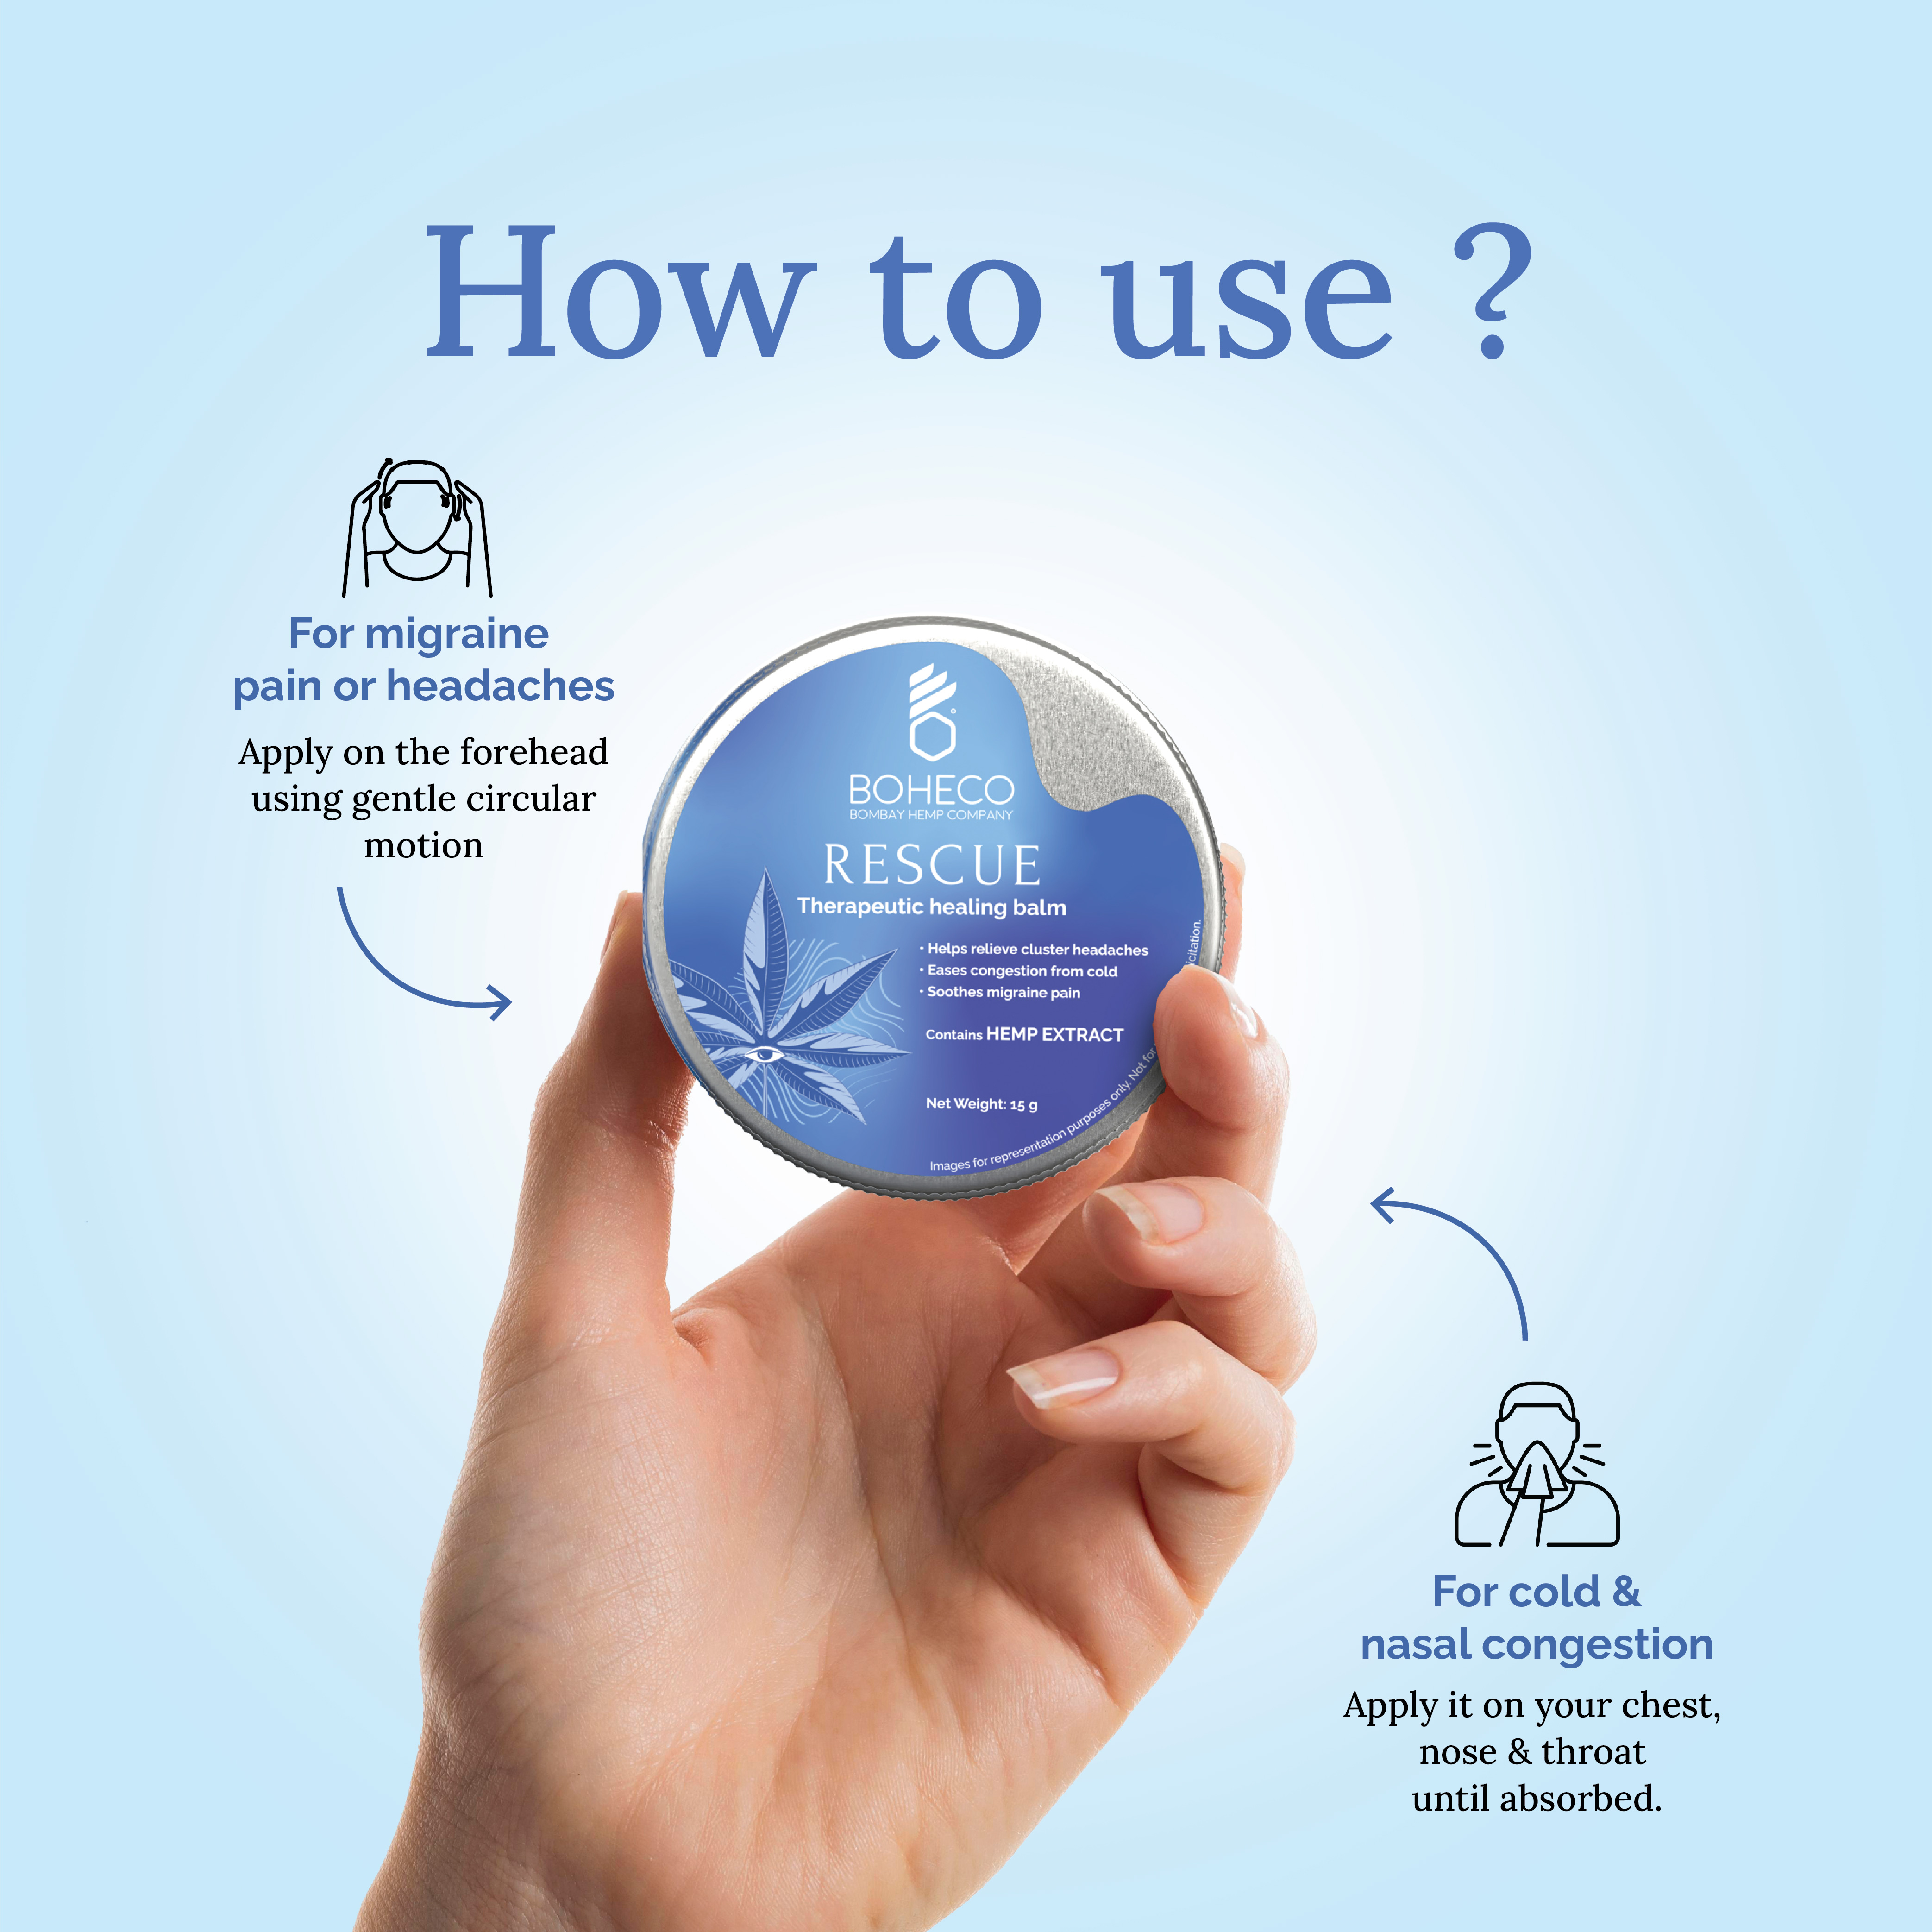 How to use ?
For migraine
pain or headaches
Apply on the forehead
using gentle circular
motion
BOHECO
BOMBAY HEMP COMPANY
RESCUE
Therapeutic healing balm
• Helps relieve cluster headaches
• Eases congestion from cold
• Soothes migraine pain
Contains HEMP EXTRACT
Net Weight: 15 g
Images for representation purposes only. Not for
For cold &
nasal congestion
Apply it on your chest,
nose & throat
until absorbed.